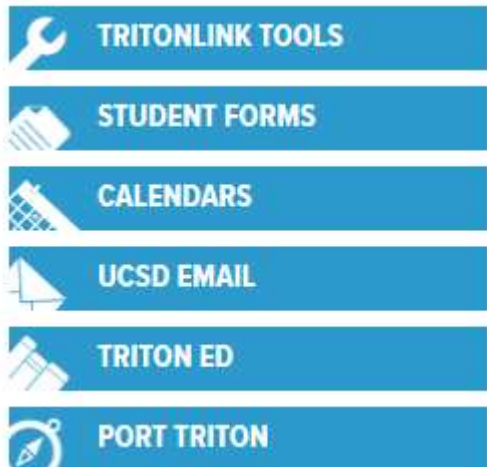 TRITONLINK TOOLS
STUDENT FORMS
CALENDARS
UCSD EMAIL
TRITON ED
PORT TRITON